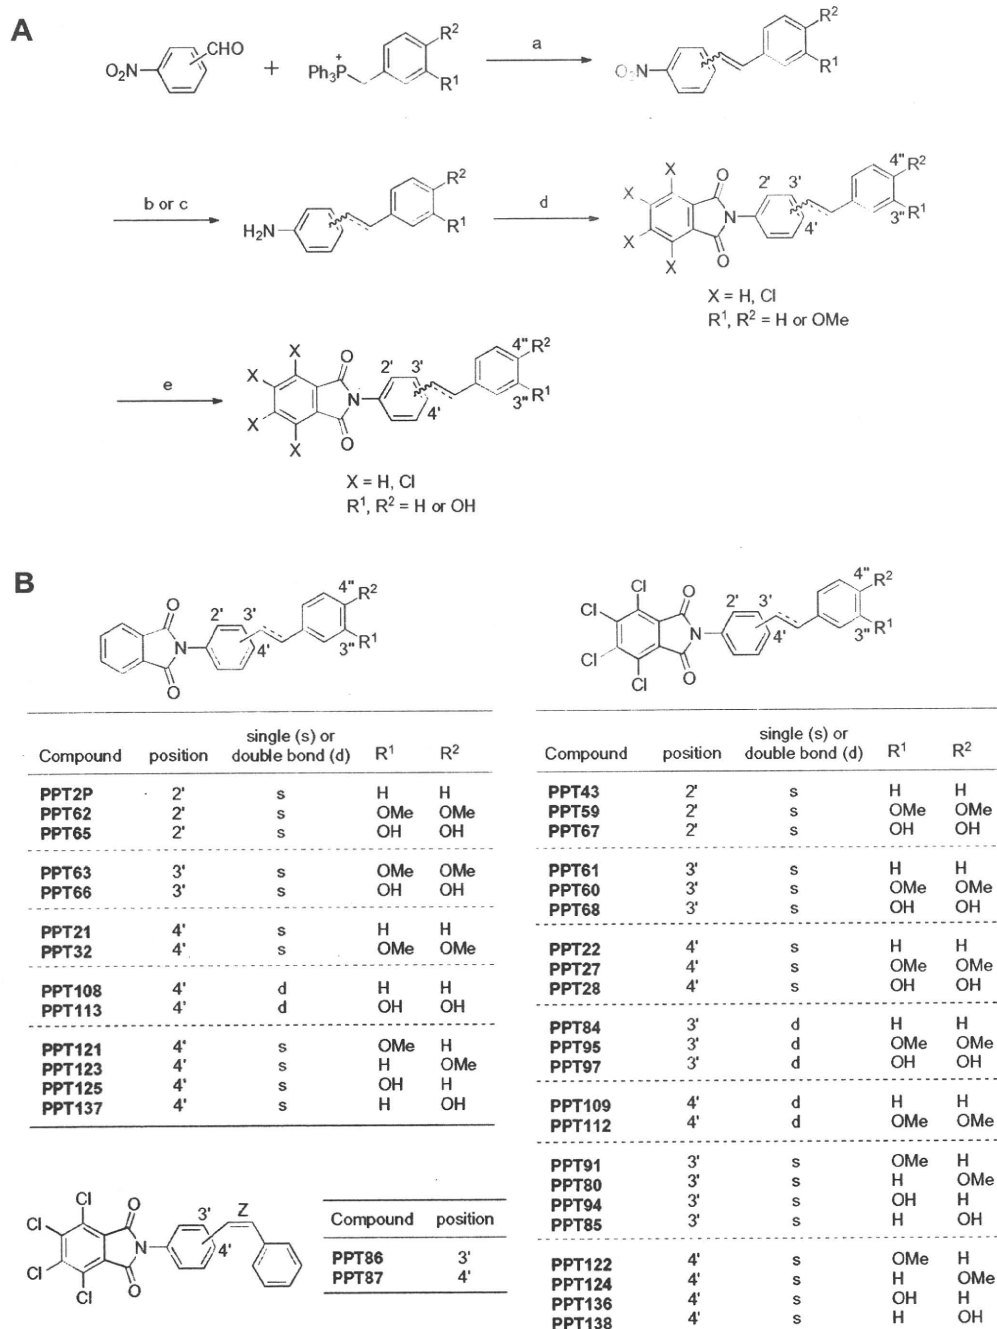 A
O2N CHO + Ph3P+ R2 R1 a O2N R2 R1
b or c H2N R2 R1 d X X X X O N O 2' 3' 4' 4" R2 3" R1
X = H, Cl
R1, R2 = H or OMe
e X X X X O N O 2' 3' 4' 4" R2 3" R1
X = H, Cl
R1, R2 = H or OH
B
O N O 2' 3' 4' 4" R2 3" R1
Compound position single (s) or double bond (d) R1 R2
PPT2P 2' s H H
PPT62 2' s OMe OMe
PPT65 2' s OH OH
PPT63 3' s OMe OMe
PPT66 3' s OH OH
PPT21 4' s H H
PPT32 4' s OMe OMe
PPT108 4' d H H
PPT113 4' d OH OH
PPT121 4' s OMe H
PPT123 4' s H OMe
PPT125 4' s OH H
PPT137 4' s H OH
Cl Cl Cl Cl O N O 3' 4' Z
Compound position
PPT86 3'
PPT87 4'
Cl Cl Cl Cl O N O 2' 3' 4' 4" R2 3" R1
Compound position single (s) or double bond (d) R1 R2
PPT43 2' s H H
PPT59 2' s OMe OMe
PPT67 2' s OH OH
PPT61 3' s H H
PPT60 3' s OMe OMe
PPT68 3' s OH OH
PPT22 4' s H H
PPT27 4' s OMe OMe
PPT28 4' s OH OH
PPT84 3' d H H
PPT95 3' d OMe OMe
PPT97 3' d OH OH
PPT109 4' d H H
PPT112 4' d OMe OMe
PPT91 3' s OMe H
PPT80 3' s H OMe
PPT94 3' s OH H
PPT85 3' s H OH
PPT122 4' s OMe H
PPT124 4' s H OMe
PPT136 4' s OH H
PPT138 4' s H OH